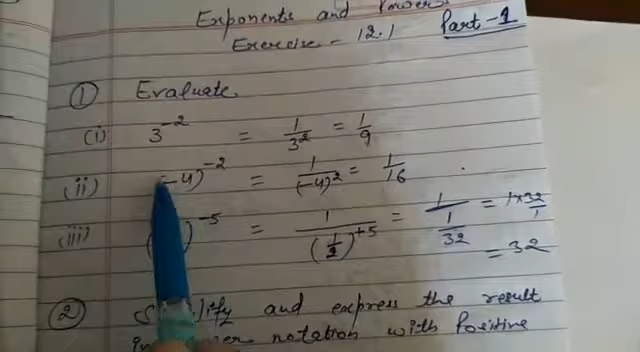 Exponents and Powers
Exercise - 12.1 Part-1
① Evaluate
(i) 3^-2 = 1/3^2 = 1/9
(ii) -4)^-2 = 1/(-4)^2 = 1/16
(iii) ( )^-5 = 1/(1/2)^+5 = 1/(1/32) = 1×32/1
= 32
② and express the result
notation with Positive